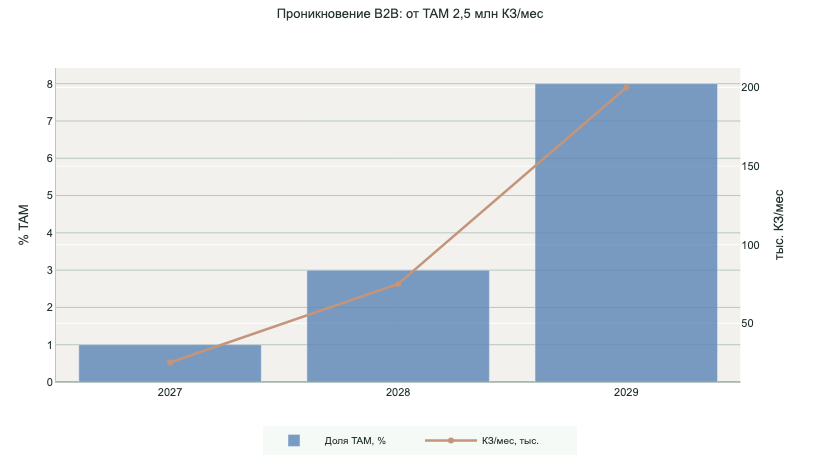 Проникновение B2B: от TAM 2,5 млн КЗ/мес
8
7
6
5
4
3
2
1
0
% TAM
200
150
100
50
тыс. КЗ/мес
2027 2028 2029
Доля TAM, % КЗ/мес, тыс.